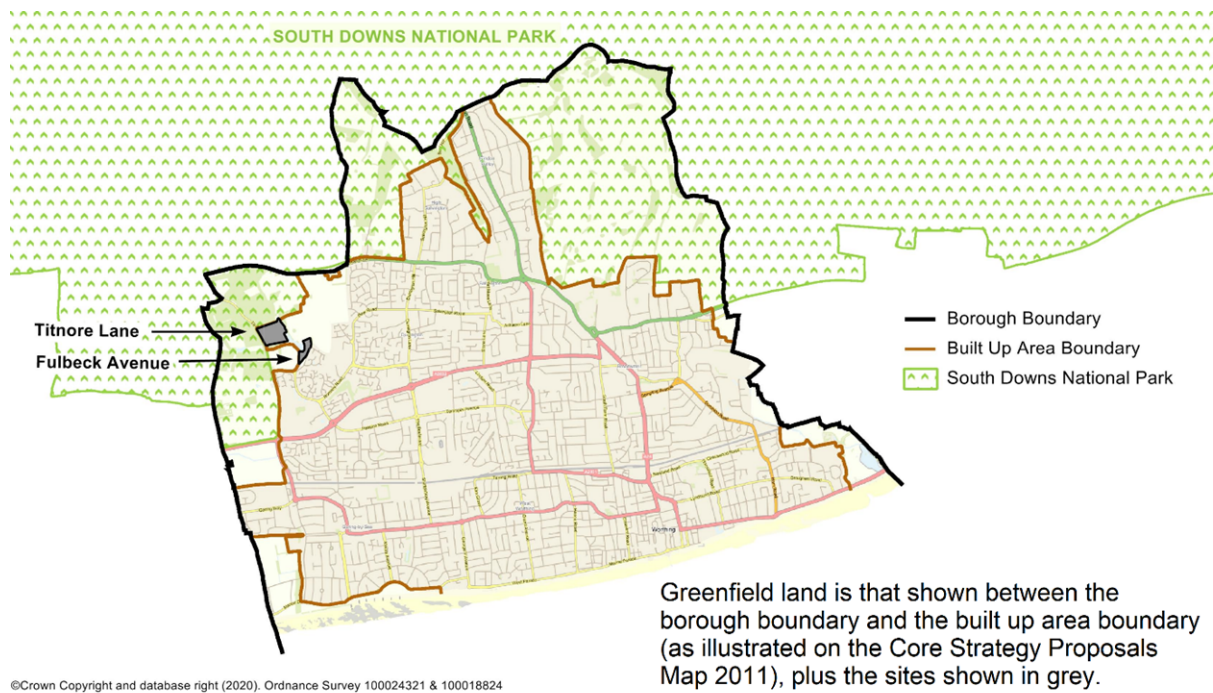 SOUTH DOWNS NATIONAL PARK
Titnore Lane
Fulbeck Avenue
Borough Boundary
Built Up Area Boundary
South Downs National Park
Worthing
Greenfield land is that shown between the
borough boundary and the built up area boundary
(as illustrated on the Core Strategy Proposals
Map 2011), plus the sites shown in grey.
©Crown Copyright and database right (2020). Ordnance Survey 100024321 & 100018824